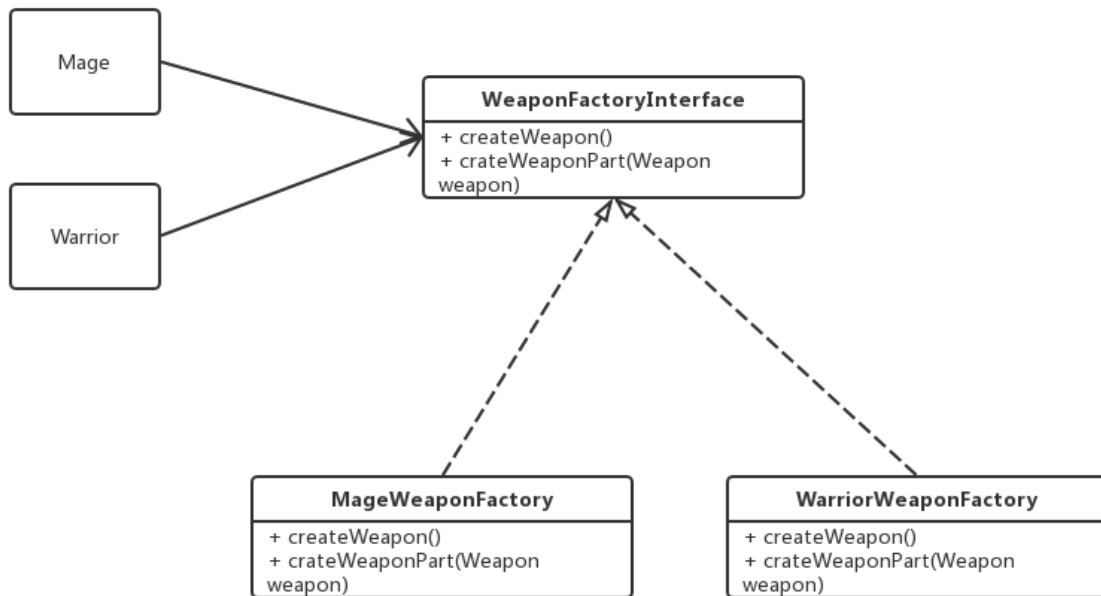 Mage
WeaponFactoryInterface
+ createWeapon()
+ crateWeaponPart(Weapon
weapon)
Warrior
MageWeaponFactory
+ createWeapon()
+ crateWeaponPart(Weapon
weapon)
WarriorWeaponFactory
+ createWeapon()
+ crateWeaponPart(Weapon
weapon)